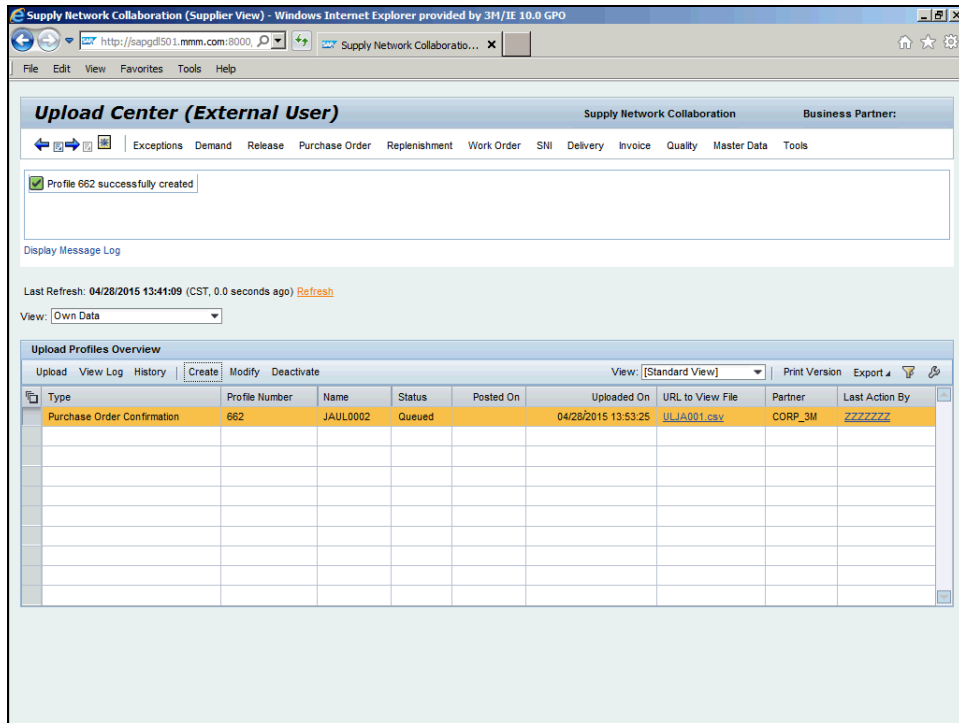 Supply Network Collaboration (Supplier View) - Windows Internet Explorer provided by 3M/IE 10.0 GPO
http://sapgdl501.mmm.com:8000, Supply Network Collaboratio...
File Edit View Favorites Tools Help
Upload Center (External User) Supply Network Collaboration Business Partner:
Exceptions Demand Release Purchase Order Replenishment Work Order SNI Delivery Invoice Quality Master Data Tools
Profile 662 successfully created
Display Message Log
Last Refresh: 04/28/2015 13:41:09 (CST, 0.0 seconds ago) Refresh
View: Own Data
Upload Profiles Overview
Upload View Log History Create Modify Deactivate View: [Standard View] Print Version Export
Type Profile Number Name Status Posted On Uploaded On URL to View File Partner Last Action By
Purchase Order Confirmation 662 JAUL0002 Queued 04/28/2015 13:53:25 ULJA001.csv CORP_3M ZZZZZZZ